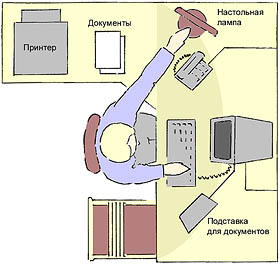 Настольная
лампа
Документы
Принтер
Подставка
для документов